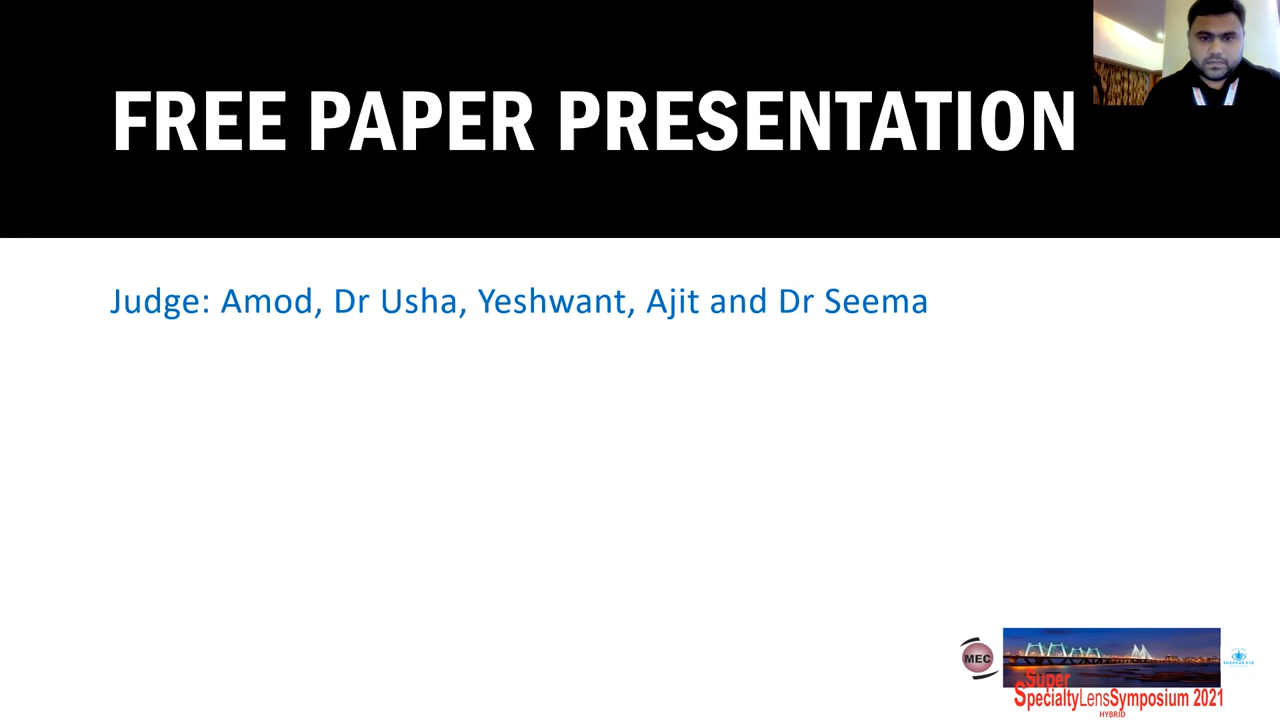 FREE PAPER PRESENTATION
Judge: Amod, Dr Usha, Yeshwant, Ajit and Dr Seema
MEC
Super
SpecialtyLensSymposium 2021
HYBRID